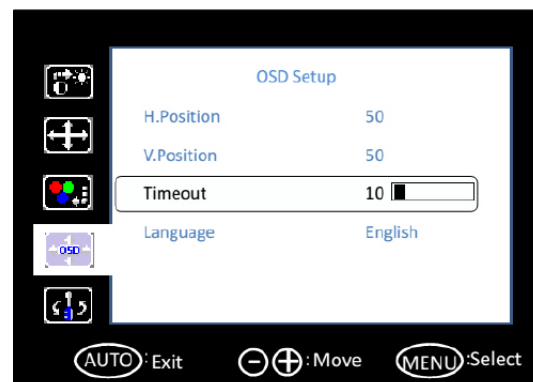 OSD Setup
H.Position 50
V.Position 50
Timeout 10
OSD
Language English
AUTO : Exit - + : Move MENU :Select